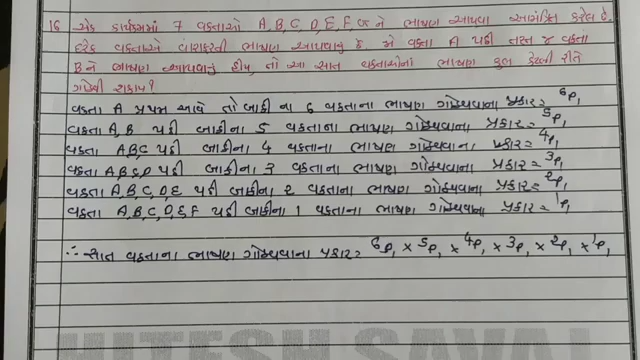 16 એક કાર્યક્રમમાં 7 વક્તાઓ A, B, C, D, E, F, G ને ભાષણ આપવા આમંત્રિત કરેલ છે.
દરેક વક્તાએ વારાફરતી ભાષણ આપવાનું છે. જો વક્તા A પછી તરત જ વક્તા
B ને ભાષણ આપવાનું હોય, તો આ સાત વક્તાઓનાં ભાષણ કુલ કેટલી રીતે
ગોઠવી શકાય?
વક્તા A પ્રથમ આવે તો બાકી ના 6 વક્તાના ભાષણ ગોઠવવાના પ્રકાર = ⁶P₁
વક્તા A, B પછી બાકીના 5 વક્તાના ભાષણ ગોઠવવાના પ્રકાર = ⁵P₁
વક્તા A,B,C પછી બાકીના 4 વક્તાના ભાષણ ગોઠવવાના પ્રકાર = ⁴P₁
વક્તા A,B,C,D પછી બાકીના 3 વક્તાના ભાષણ ગોઠવવાના પ્રકાર = ³P₁
વક્તા A, B, C, D, E પછી બાકીના 2 વક્તાના ભાષણ ગોઠવવાના પ્રકાર = ²P₁
વક્તા A, B, C, D, E, F પછી બાકીના 1 વક્તાના ભાષણ ગોઠવવાના પ્રકાર = ¹P₁
∴ સાત વક્તાના ભાષણ ગોઠવવાના પ્રકાર = ⁶P₁ × ⁵P₁ × ⁴P₁ × ³P₁ × ²P₁ × ¹P₁